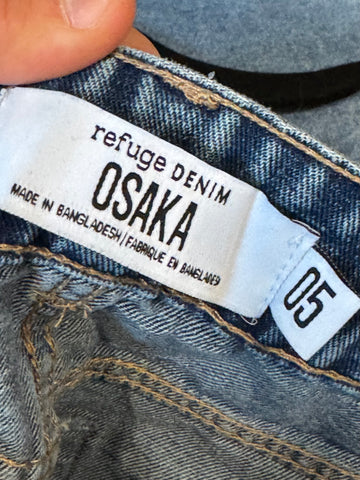 refuge DENIM
OSAKA
MADE IN BANGLADESH/FABRIQUE EN BANGLADESH
05